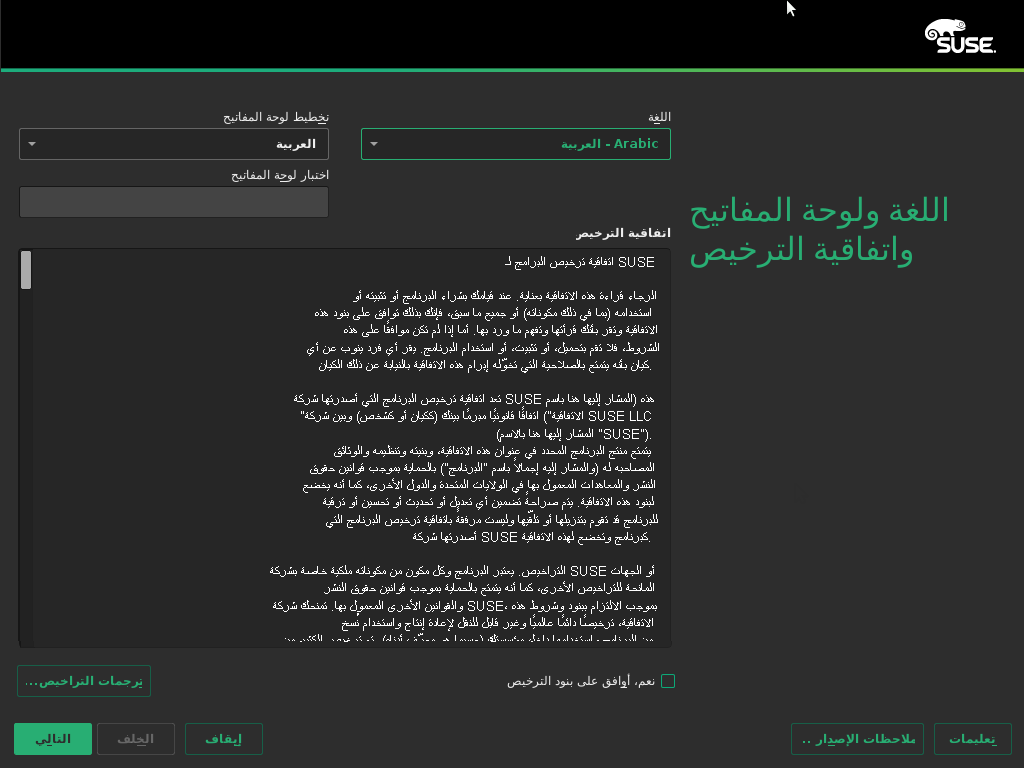 SUSE
اللغة
العربية - Arabic
تخطيط لوحة المفاتيح
العربية
اختبار لوحة المفاتيح
اللغة ولوحة المفاتيح
واتفاقية الترخيص
اتفاقية الترخيص
SUSE اتفاقية ترخيص البرامج لـ
الرجاء قراءة هذه الاتفاقية بعناية. عند قيامك بشراء البرنامج أو تثبيته أو
استخدامه (بما في ذلك مكوناته) أو جميع ما سبق، فإنك بذلك توافق على بنود هذه
الاتفاقية وتقر بأنك قرأتها وتفهم ما ورد بها. أما إذا لم تكن موافقًا على هذه
الشروط، فلا تقم بتحميل، أو تثبيت، أو استخدام البرنامج. يقر أي فرد ينوب عن أي
.كيان بأنه يتمتع بالصلاحية التي تخوّله إبرام هذه الاتفاقية بالنيابة عن ذلك الكيان
هذه (المشار إليها هنا باسم SUSE تعد اتفاقية ترخيص البرنامج التي أصدرتها شركة
SUSE LLC الاتفاقية") اتفاقًا قانونيًا مبرمًا بينك (ككيان أو كشخص) وبين شركة"
.("SUSE" المشار إليها هنا بالاسم)
يتمتع منتج البرنامج المحدد في عنوان هذه الاتفاقية، وبنيته وتنظيمه والوثائق
المصاحبه له (والمشار إليه إجمالاً باسم "البرنامج") بالحماية بموجب قوانين حقوق
النشر والمعاهدات المعمول بها في الولايات المتحدة والدول الأخرى، كما أنه يخضع
لبنود هذه الاتفاقية. يتم صراحةً تضمين أي تعديل أو تحديث أو تحسين أو ترقية
للبرنامج قد تقوم بتنزيلها أو تلقّيها وليست مرفقةً باتفاقية ترخيص البرنامج التي
.كبرنامج وتخضع لهذه الاتفاقية SUSE أصدرتها شركة
أو الجهات SUSE التراخيص. يعتبر البرنامج وكل مكون من مكوناته ملكية خاصة بشركة
المانحة للتراخيص الأخرى، كما أنه يتمتع بالحماية بموجب قوانين حقوق النشر
بموجب الالتزام ببنود وشروط هذه ،SUSE والقوانين الأخرى المعمول بها. تمنحك شركة
الاتفاقية، ترخيصًا دائمًا عالميًا وغير قابل للنقل لإعادة إنتاج واستخدام نُسخ
نعم، أوافق على بنود الترخيص
ترجمات التراخيص...
تعليمات
ملاحظات الإصدار ..
إيقاف
الخلف
التالي